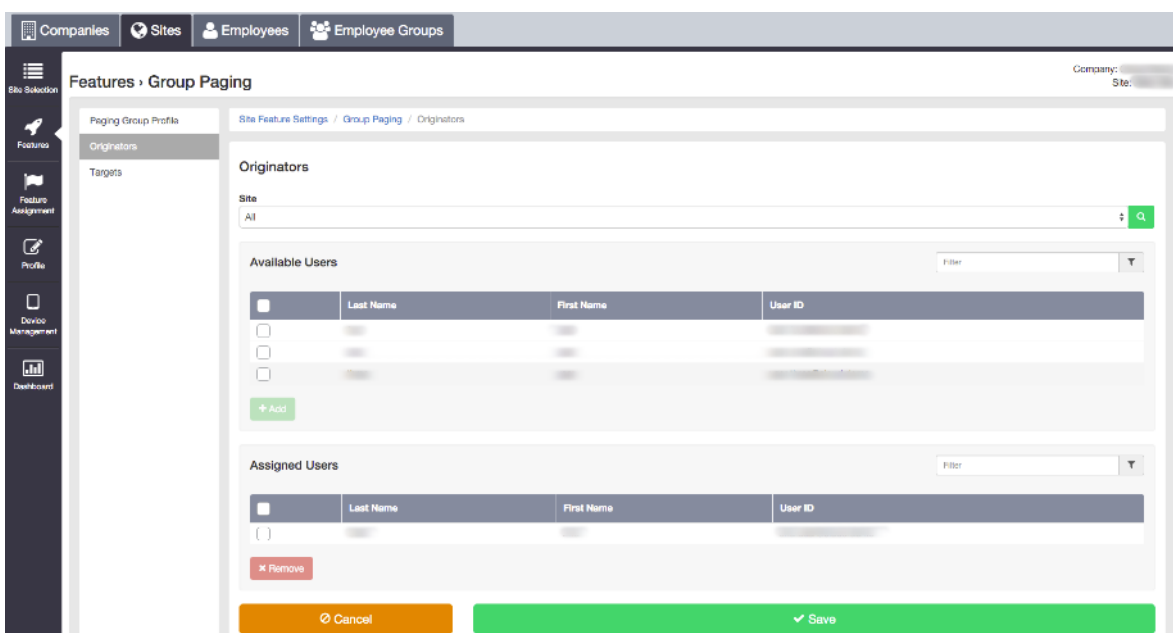 Companies Sites Employees Employee Groups
Site Selection
Features
Feature Assignment
Profile
Device Management
Dashboard
Features › Group Paging
Company:
Site:
Paging Group Profile
Originators
Targets
Site Feature Settings / Group Paging / Originators
Originators
Site
All
Available Users
Filter
Last Name First Name User ID
+ Add
Assigned Users
Filter
Last Name First Name User ID
× Remove
Cancel
Save